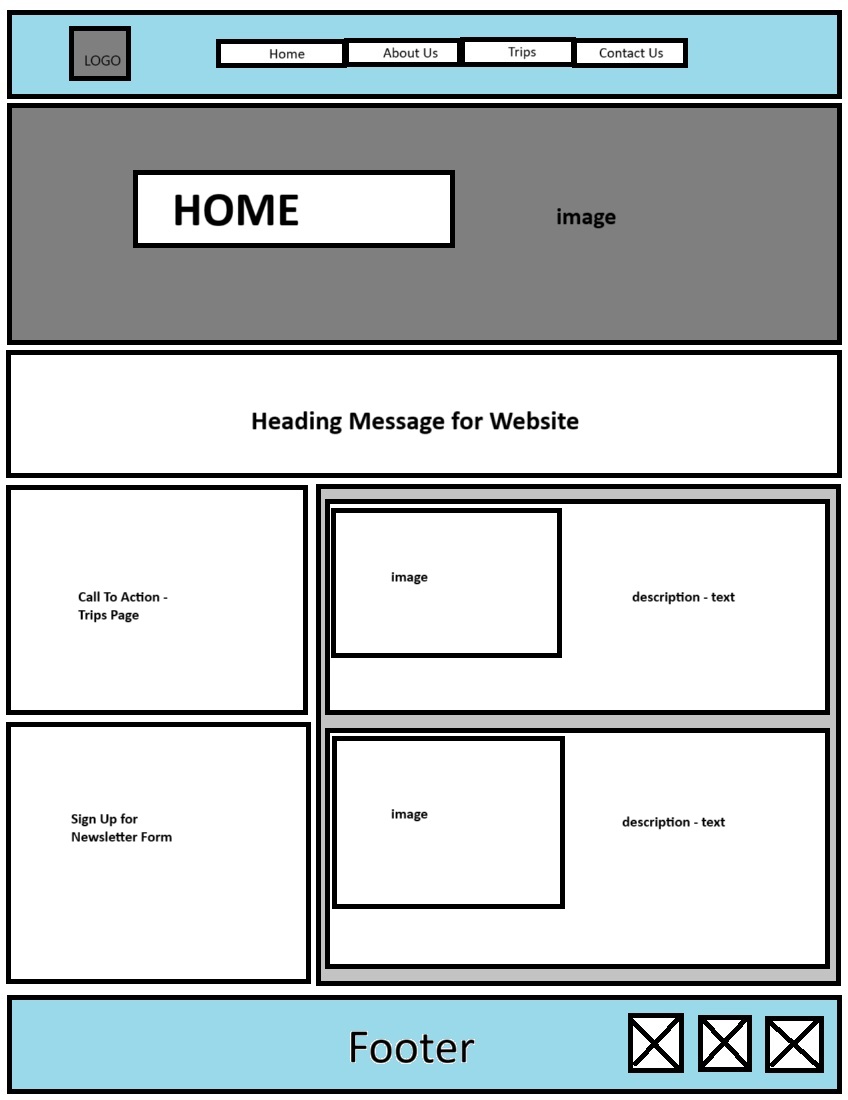 LOGO
Home
About Us
Trips
Contact Us
HOME
image
Heading Message for Website
Call To Action -
Trips Page
image
description - text
Sign Up for
Newsletter Form
image
description - text
Footer